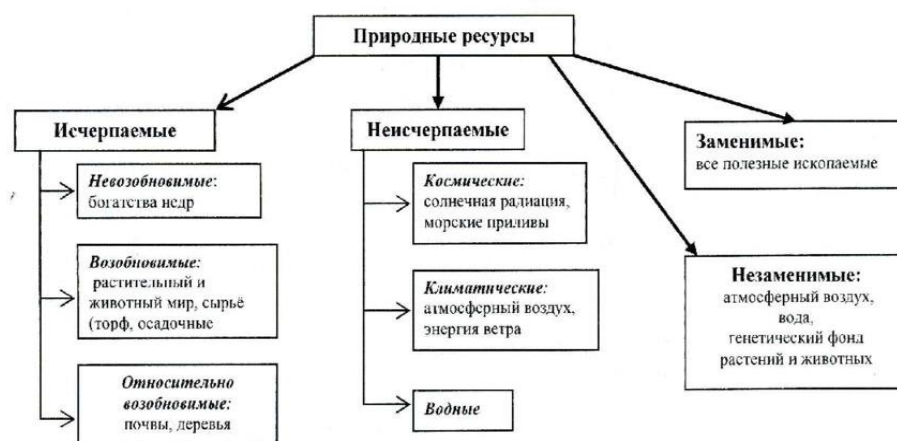 Природные ресурсы
Исчерпаемые
Невозобновимые:
богатства недр
Возобновимые:
растительный и
животный мир, сырьё
(торф, осадочные
Относительно
возобновимые:
почвы, деревья
Неисчерпаемые
Космические:
солнечная радиация,
морские приливы
Климатические:
атмосферный воздух,
энергия ветра
Водные
Заменимые:
все полезные ископаемые
Незаменимые:
атмосферный воздух,
вода,
генетический фонд
растений и животных